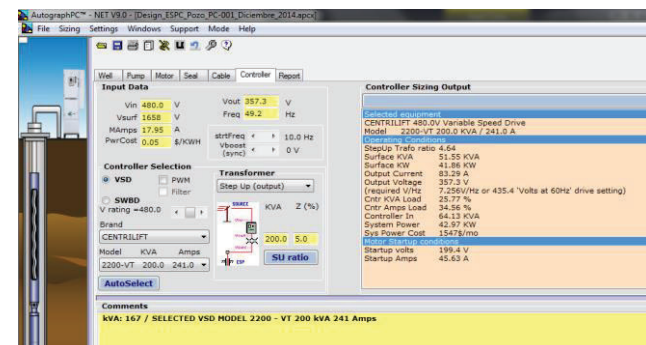 AutographPC™ - NET V9.0 - [Design_ESPC_Pozo_PC-001_Diciembre_2014.apcx]
File Sizing Settings Windows Support Mode Help
Well Pump Motor Seal Cable Controller Report
Input Data
Vin 480.0 V Vout 357.3 V
Vsurf 1658 V Freq 49.2 Hz
MAmps 17.95 A
PwrCost 0.05 $/KWH
strtFreq 10.0 Hz
Vboost (sync) 0 V
Controller Selection
VSD PWM
Filter
SWBD
V rating =480.0
Brand
CENTRILIFT
Model KVA Amps
2200-VT 200.0 241.0
AutoSelect
Transformer
Step Up (output)
KVA Z (%)
200.0 5.0
SU ratio
Controller Sizing Output
Selected equipment
CENTRILIFT 480.0V Variable Speed Drive
Model 2200-VT 200.0 KVA / 241.0 A
Operating Conditions
StepUp Trafo ratio 4.64
Surface KVA 51.55 KVA
Surface KW 41.86 KW
Output Current 83.29 A
Output Voltage 357.3 V
(required V/Hz 7.256V/Hz or 435.4 'Volts at 60Hz' drive setting)
Cntr KVA Load 25.77 %
Cntr Amps Load 34.56 %
Controller In 64.13 KVA
System Power 42.97 KW
Sys Power Cost 1547$/mo
Motor Startup conditions
Startup volts 199.4 V
Startup Amps 45.63 A
Comments
kVA: 167 / SELECTED VSD MODEL 2200 - VT 200 kVA 241 Amps